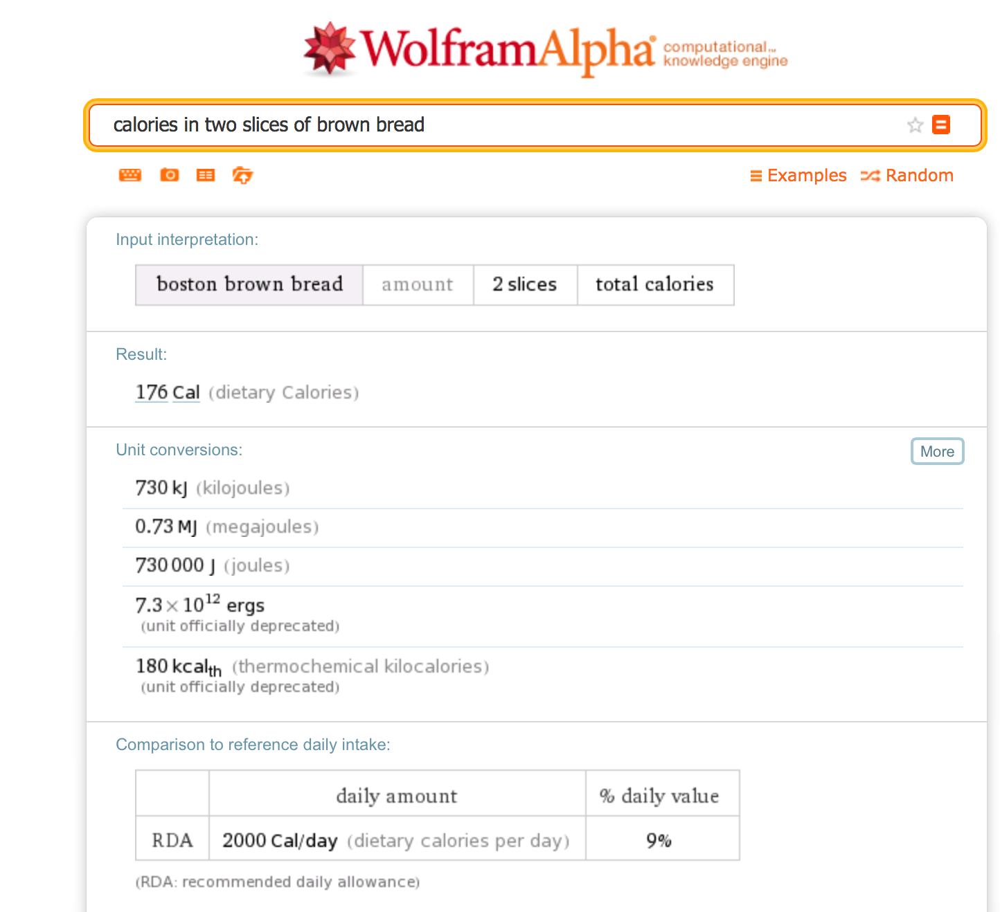 WolframAlpha computational... knowledge engine
calories in two slices of brown bread
Examples Random
Input interpretation:
boston brown bread amount 2 slices total calories
Result:
176 Cal (dietary Calories)
Unit conversions: More
730 kJ (kilojoules)
0.73 MJ (megajoules)
730 000 J (joules)
7.3×10^12 ergs
(unit officially deprecated)
180 kcal_th (thermochemical kilocalories)
(unit officially deprecated)
Comparison to reference daily intake:
daily amount % daily value
RDA 2000 Cal/day (dietary calories per day) 9%
(RDA: recommended daily allowance)